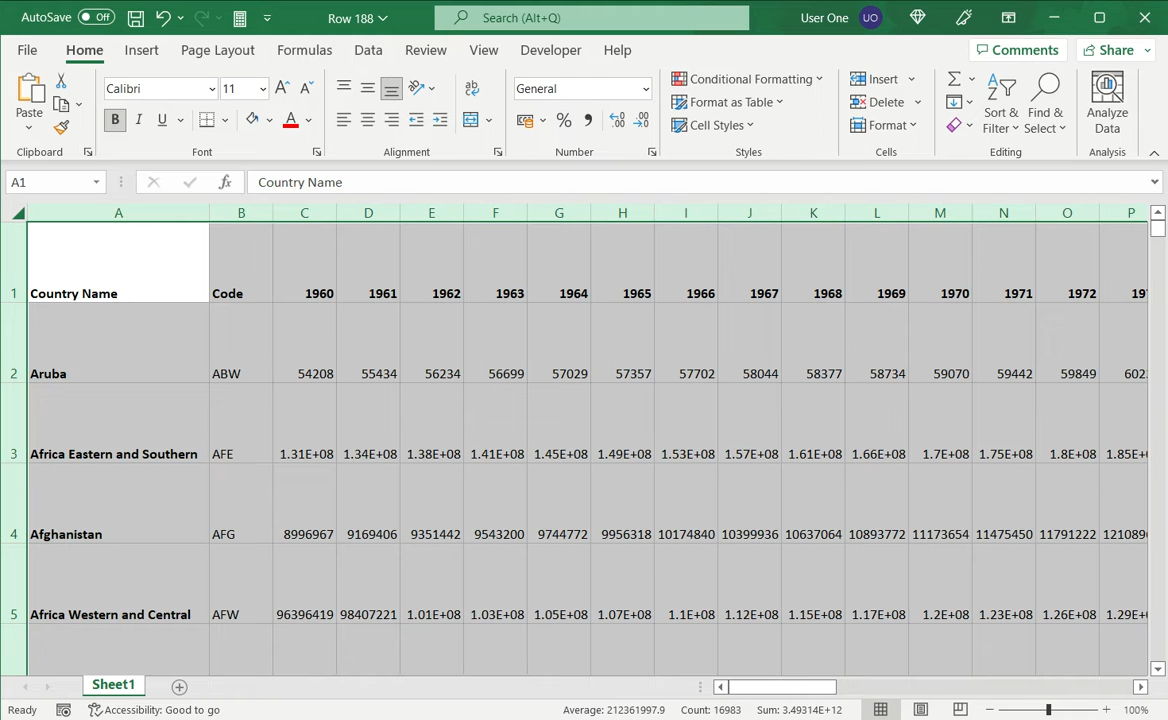 AutoSave Off Row 188 Search (Alt+Q) User One UO
File Home Insert Page Layout Formulas Data Review View Developer Help Comments Share
Calibri 11 General Conditional Formatting Insert
Format as Table Delete
Paste Cell Styles Format Sort & Filter Find & Select Analyze Data
B I U A % 
Clipboard Font Alignment Number Styles Cells Editing Analysis
A1 fx Country Name
A B C D E F G H I J K L M N O P
1 Country Name Code 1960 1961 1962 1963 1964 1965 1966 1967 1968 1969 1970 1971 1972
2 Aruba ABW 54208 55434 56234 56699 57029 57357 57702 58044 58377 58734 59070 59442 59849
3 Africa Eastern and Southern AFE 1.31E+08 1.34E+08 1.38E+08 1.41E+08 1.45E+08 1.49E+08 1.53E+08 1.57E+08 1.61E+08 1.66E+08 1.7E+08 1.75E+08 1.8E+08 1.85E+
4 Afghanistan AFG 8996967 9169406 9351442 9543200 9744772 9956318 10174840 10399936 10637064 10893772 11173654 11475450 11791222
5 Africa Western and Central AFW 96396419 98407221 1.01E+08 1.03E+08 1.05E+08 1.07E+08 1.1E+08 1.12E+08 1.15E+08 1.17E+08 1.2E+08 1.23E+08 1.26E+08 1.29E+
Sheet1
Ready Accessibility: Good to go Average: 212361997.9 Count: 16983 Sum: 3.49314E+12 100%